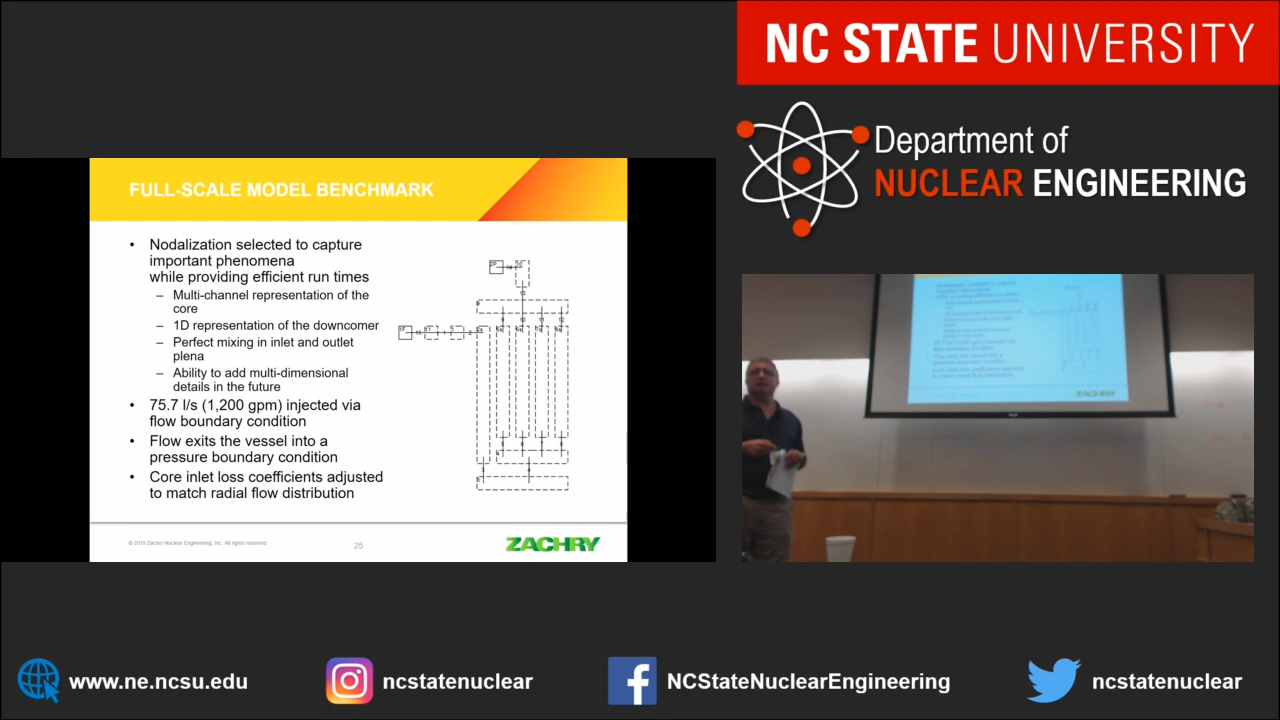 NC STATE UNIVERSITY
Department of
NUCLEAR ENGINEERING
FULL-SCALE MODEL BENCHMARK
• Nodalization selected to capture
important phenomena
while providing efficient run times
– Multi-channel representation of the
core
– 1D representation of the downcomer
– Perfect mixing in inlet and outlet
plena
– Ability to add multi-dimensional
details in the future
• 75.7 l/s (1,200 gpm) injected via
flow boundary condition
• Flow exits the vessel into a
pressure boundary condition
• Core inlet loss coefficients adjusted
to match radial flow distribution
© 2018 Zachry Nuclear Engineering, Inc. All rights reserved.
25
ZACHRY
www.ne.ncsu.edu
ncstatenuclear
NCStateNuclearEngineering
ncstatenuclear